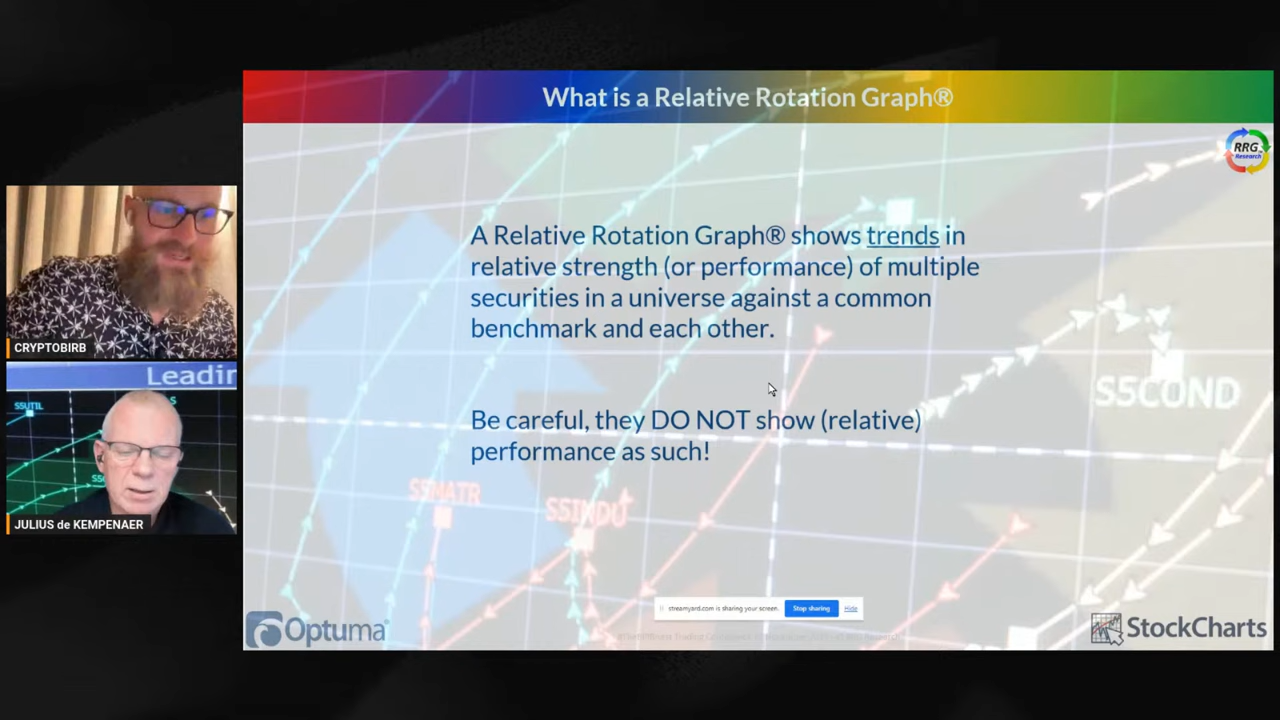 What is a Relative Rotation Graph®
RRG
Research
A Relative Rotation Graph® shows trends in
relative strength (or performance) of multiple
securities in a universe against a common
benchmark and each other.
Be careful, they DO NOT show (relative)
performance as such!
S5COND
S5MATR
S5INDU
CRYPTOBIRB
Leadin
S5UTIL
JULIUS de KEMPENAER
streamyard.com is sharing your screen.
Stop sharing
Hide
Optuma
StockCharts